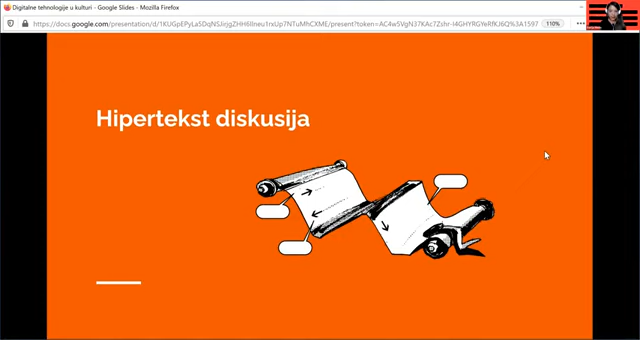 Digitalne tehnologije u kulturi - Google Slides - Mozilla Firefox
110%
Hipertekst diskusija